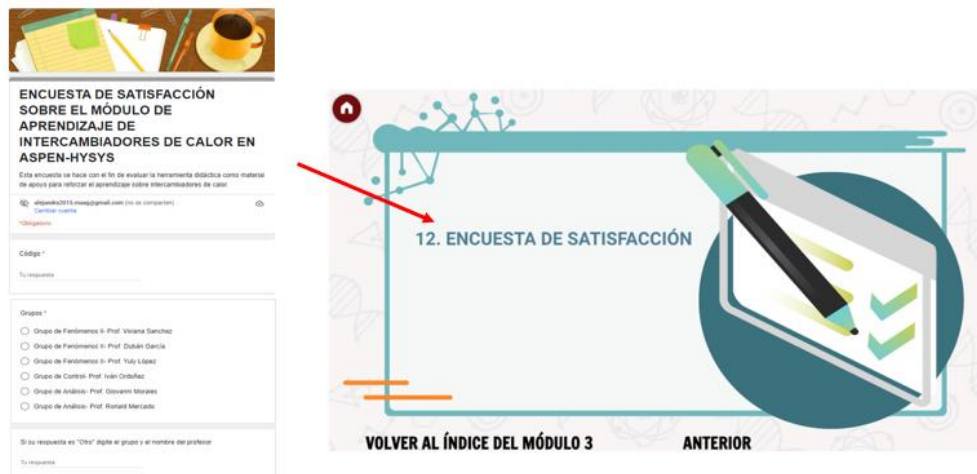 ENCUESTA DE SATISFACCIÓN
SOBRE EL MÓDULO DE
APRENDIZAJE DE
INTERCAMBIADORES DE CALOR EN
ASPEN-HYSYS
Esta encuesta se hace con el fin de evaluar la herramienta didáctica como material
de apoyo para reforzar el aprendizaje sobre intercambiadores de calor.
(no se comparten)
Cambiar cuenta
*Obligatorio
Código *
Tu respuesta
Grupos *
Grupo de Fenómenos II- Prof. Viviana Sanchez
Grupo de Fenómenos II- Prof. Dubán García
Grupo de Fenómenos II- Prof. Yuly López
Grupo de Control- Prof. Iván Ordoñez
Grupo de Análisis- Prof. Giovanni Morales
Grupo de Análisis- Prof. Ronald Mercado
Si su respuesta es "Otro" digite el grupo y el nombre del profesor
Tu respuesta
12. ENCUESTA DE SATISFACCIÓN
VOLVER AL ÍNDICE DEL MÓDULO 3
ANTERIOR